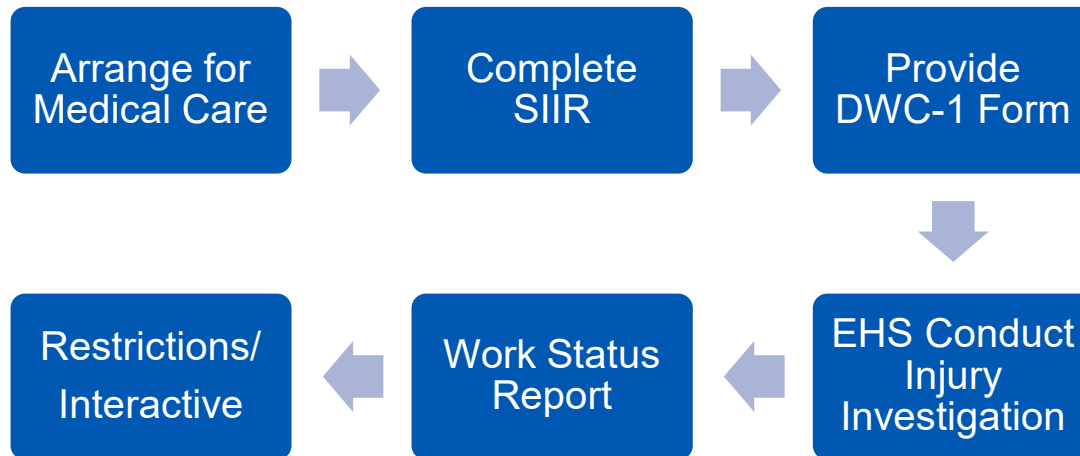 Arrange for
Medical Care
Complete
SIIR
Provide
DWC-1 Form
EHS Conduct
Injury
Investigation
Work Status
Report
Restrictions/
Interactive